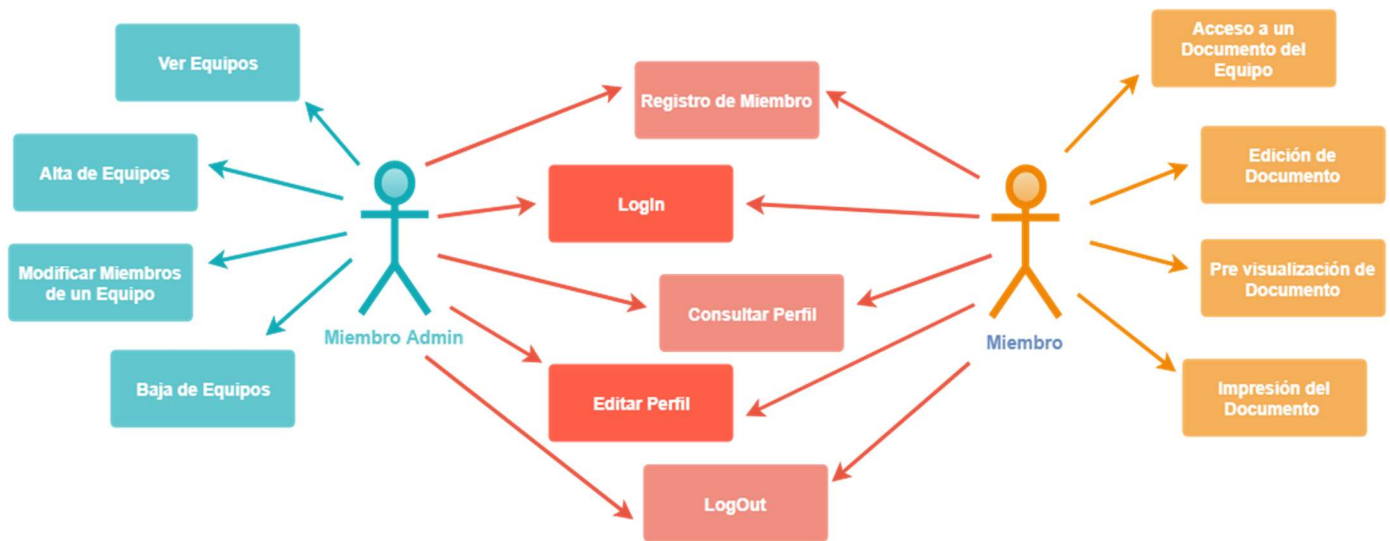 Ver Equipos
Alta de Equipos
Modificar Miembros
de un Equipo
Baja de Equipos
Miembro Admin
Registro de Miembro
LogIn
Consultar Perfil
Editar Perfil
LogOut
Miembro
Acceso a un
Documento del
Equipo
Edición de
Documento
Pre visualización de
Documento
Impresión del
Documento